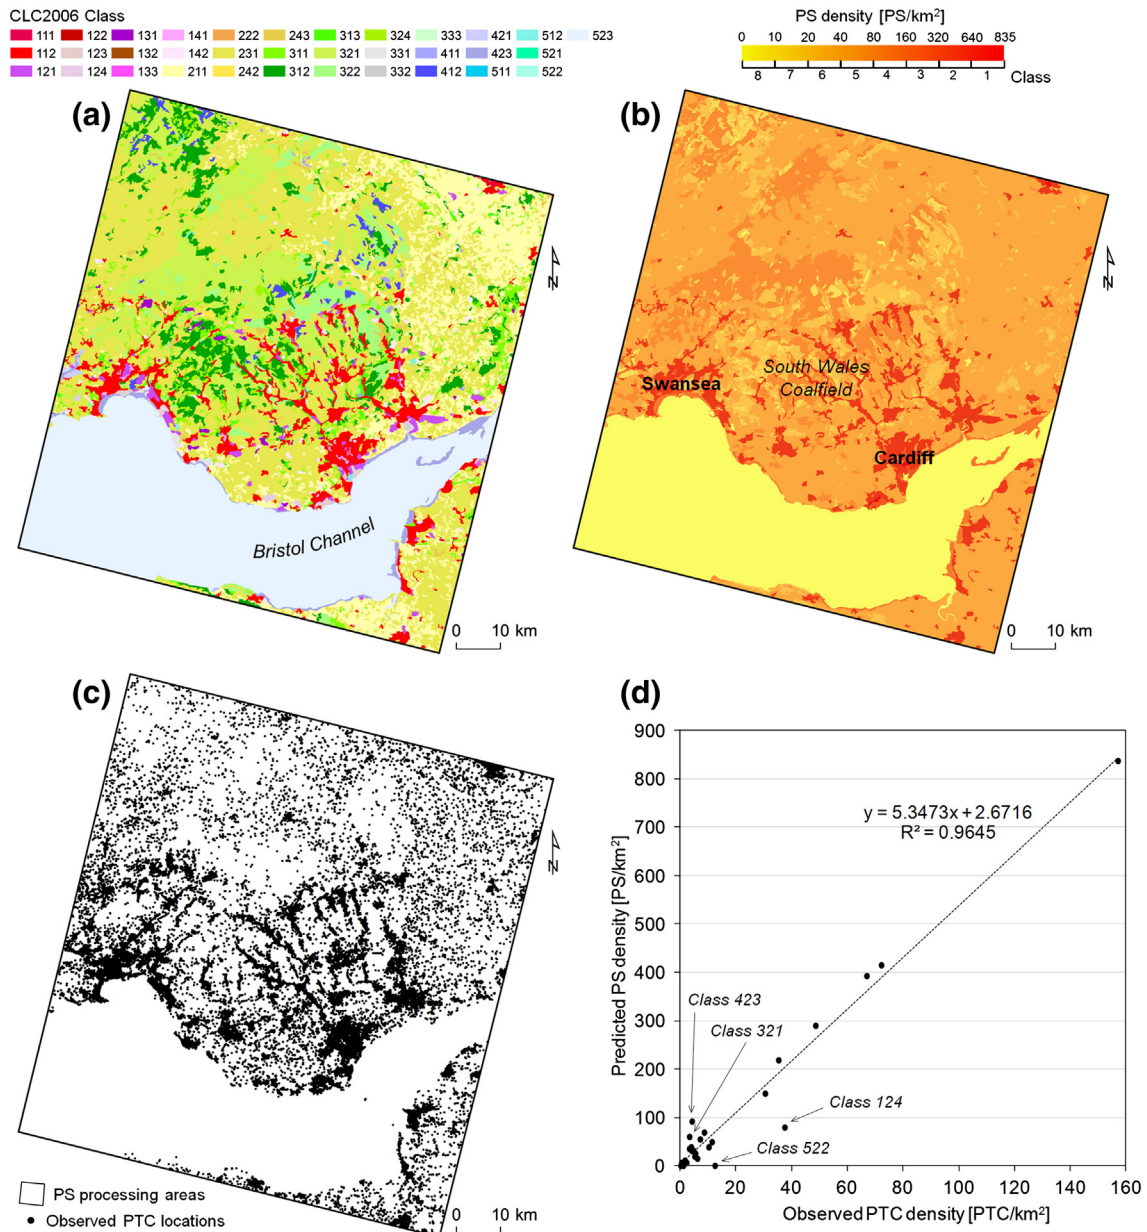 CLC2006 Class
111 122 131 141 222 243 313 324 333 421 512 523
112 123 132 142 231 311 321 331 411 423 521
121 124 133 211 242 312 322 332 412 511 522
PS density [PS/km²]
0 10 20 40 80 160 320 640 835
8 7 6 5 4 3 2 1 Class
(a)
N
Bristol Channel
0 10 km
(b)
N
South Wales
Coalfield
Swansea
Cardiff
0 10 km
(c)
N
PS processing areas
Observed PTC locations
0 10 km
(d)
Predicted PS density [PS/km²]
900
800
700
600
500
400
300
200
100
0
y = 5.3473x + 2.6716
R² = 0.9645
Class 423
Class 321
Class 124
Class 522
0 20 40 60 80 100 120 140 160
Observed PTC density [PTC/km²]